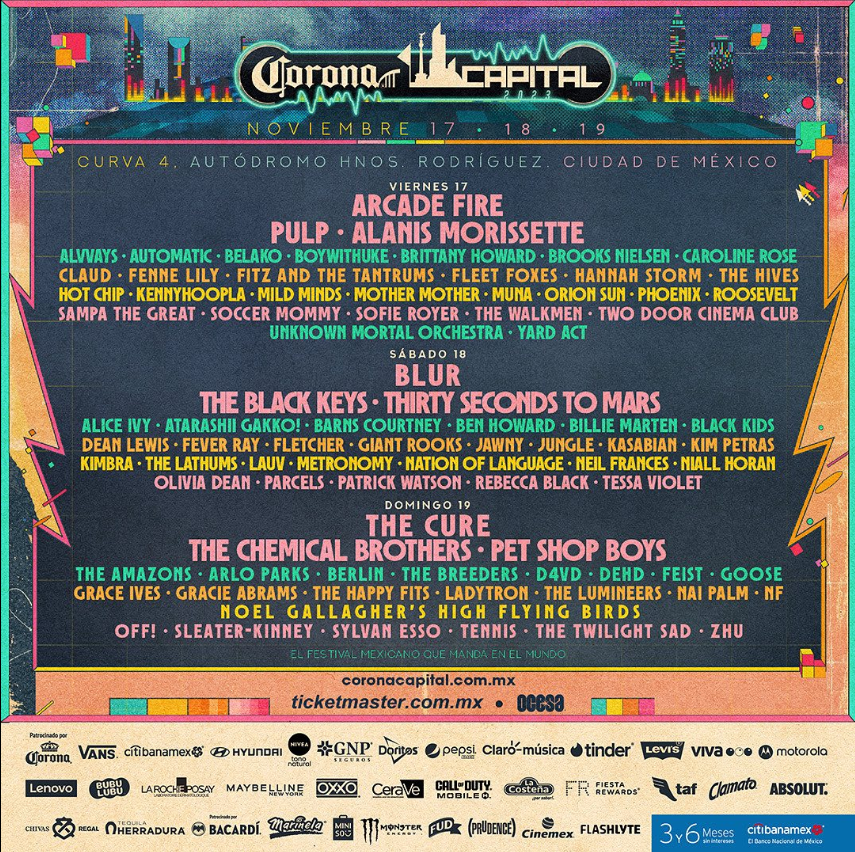 Corona CAPITAL
2023
NOVIEMBRE 17 • 18 • 19
CURVA 4, AUTÓDROMO HNOS. RODRÍGUEZ, CIUDAD DE MÉXICO
VIERNES 17
ARCADE FIRE
PULP • ALANIS MORISSETTE
ALVVAYS • AUTOMATIC • BELAKO • BOYWITHUKE • BRITTANY HOWARD • BROOKS NIELSEN • CAROLINE ROSE
CLAUD • FENNE LILY • FITZ AND THE TANTRUMS • FLEET FOXES • HANNAH STORM • THE HIVES
HOT CHIP • KENNYHOOPLA • MILD MINDS • MOTHER MOTHER • MUNA • ORION SUN • PHOENIX • ROOSEVELT
SAMPA THE GREAT • SOCCER MOMMY • SOFIE ROYER • THE WALKMEN • TWO DOOR CINEMA CLUB
UNKNOWN MORTAL ORCHESTRA • YARD ACT
SÁBADO 18
BLUR
THE BLACK KEYS • THIRTY SECONDS TO MARS
ALICE IVY • ATARASHII GAKKO! • BARNS COURTNEY • BEN HOWARD • BILLIE MARTEN • BLACK KIDS
DEAN LEWIS • FEVER RAY • FLETCHER • GIANT ROOKS • JAWNY • JUNGLE • KASABIAN • KIM PETRAS
KIMBRA • THE LATHUMS • LAUV • METRONOMY • NATION OF LANGUAGE • NEIL FRANCES • NIALL HORAN
OLIVIA DEAN • PARCELS • PATRICK WATSON • REBECCA BLACK • TESSA VIOLET
DOMINGO 19
THE CURE
THE CHEMICAL BROTHERS • PET SHOP BOYS
THE AMAZONS • ARLO PARKS • BERLIN • THE BREEDERS • D4VD • DEHD • FEIST • GOOSE
GRACE IVES • GRACIE ABRAMS • THE HAPPY FITS • LADYTRON • THE LUMINEERS • NAI PALM • NF
NOEL GALLAGHER'S HIGH FLYING BIRDS
OFF! • SLEATER-KINNEY • SYLVAN ESSO • TENNIS • THE TWILIGHT SAD • ZHU
EL FESTIVAL MEXICANO QUE MANDA EN EL MUNDO.
coronacapital.com.mx
ticketmaster.com.mx • ocesa
Patrocinado por
Corona VANS citibanamex HYUNDAI NIVEA tono natural GNP SEGUROS Doritos pepsi Claro música tinder LEVI'S VIVA motorola
Lenovo BUBU LUBU LA ROCHE-POSAY LABORATOIRE DERMATOLOGIQUE MAYBELLINE NEW YORK OXXO CeraVe CALL OF DUTY MOBILE La Costeña ¡por sabor! FR FIESTA REWARDS taf Clamato ABSOLUT.
Patrocinado por
CHIVAS REGAL TEQUILA HERRADURA BACARDÍ. Marinela MINI SO MONSTER ENERGY FUD (PRUDENCE) Cinemex FLASHLYTE 3 Y 6 Meses sin intereses citibanamex El Banco Nacional de México